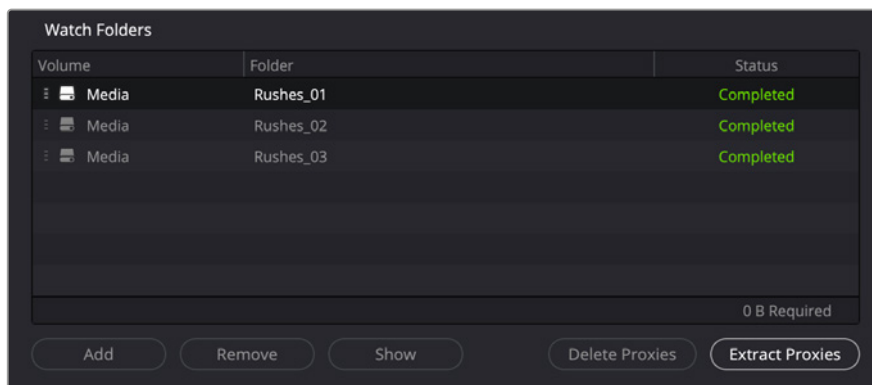 Watch Folders
Volume Folder Status
Media Rushes_01 Completed
Media Rushes_02 Completed
Media Rushes_03 Completed
0 B Required
Add Remove Show Delete Proxies Extract Proxies